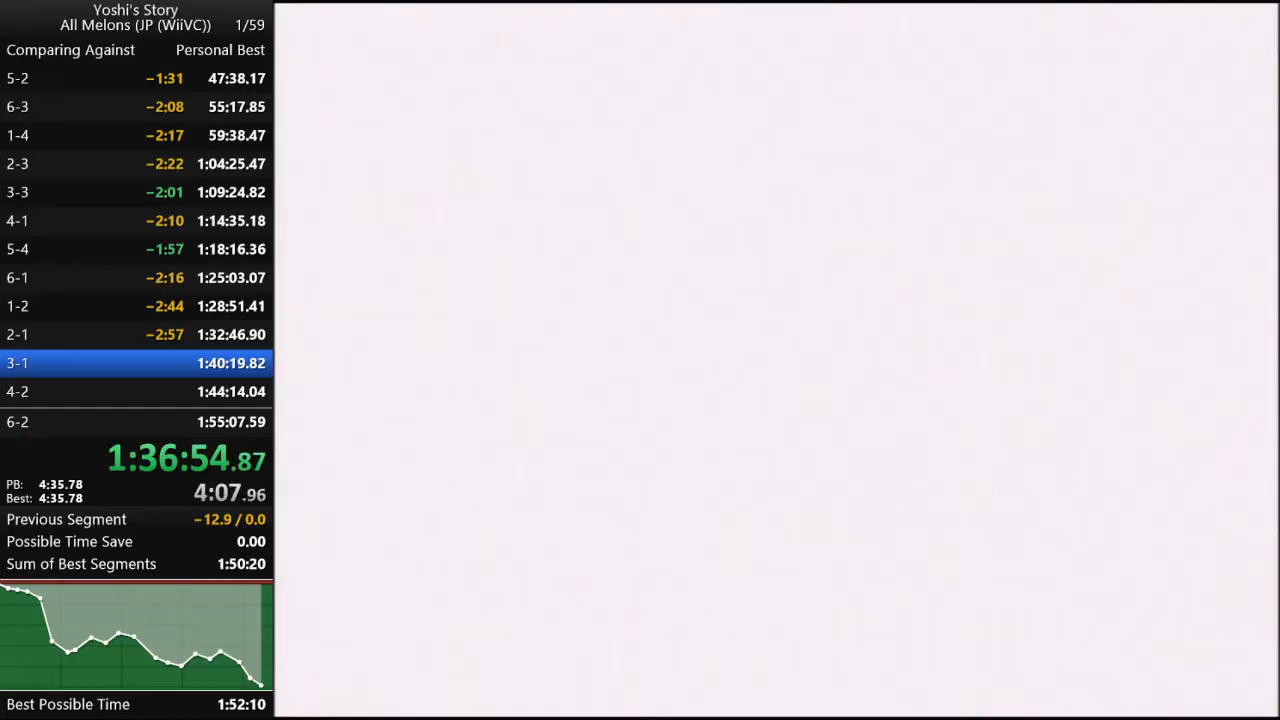 Yoshi's Story
All Melons (JP (WiiVC)) 1/59
Comparing Against Personal Best
5-2 −1:31 47:38.17
6-3 −2:08 55:17.85
1-4 −2:17 59:38.47
2-3 −2:22 1:04:25.47
3-3 −2:01 1:09:24.82
4-1 −2:10 1:14:35.18
5-4 −1:57 1:18:16.36
6-1 −2:16 1:25:03.07
1-2 −2:44 1:28:51.41
2-1 −2:57 1:32:46.90
3-1 1:40:19.82
4-2 1:44:14.04
6-2 1:55:07.59
1:36:54.87
PB: 4:35.78
Best: 4:35.78
4:07.96
Previous Segment −12.9 / 0.0
Possible Time Save 0.00
Sum of Best Segments 1:50:20
Best Possible Time 1:52:10